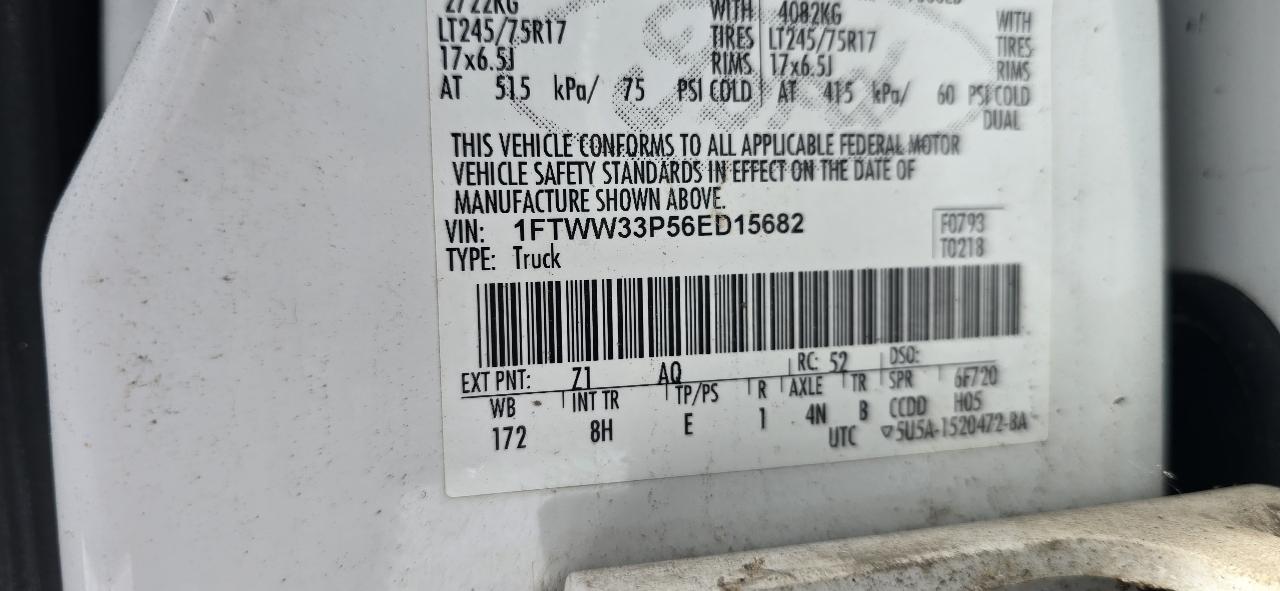 2722KG WITH 4082KG WITH
LT245/75R17 TIRES LT245/75R17 TIRES
17x6.5J RIMS 17x6.5J RIMS
AT 515 kPa/ 75 PSI COLD AT 415 kPa/ 60 PSI COLD
DUAL
THIS VEHICLE CONFORMS TO ALL APPLICABLE FEDERAL MOTOR
VEHICLE SAFETY STANDARDS IN EFFECT ON THE DATE OF
MANUFACTURE SHOWN ABOVE.
VIN: 1FTWW33P56ED15682 F0793
TYPE: Truck T0218
EXT PNT: Z1 AQ RC: 52 DSO:
WB INT TR TP/PS R AXLE TR SPR 6F720
172 8H E 1 4N B CCDD H05
UTC ▽5U5A-1520472-BA